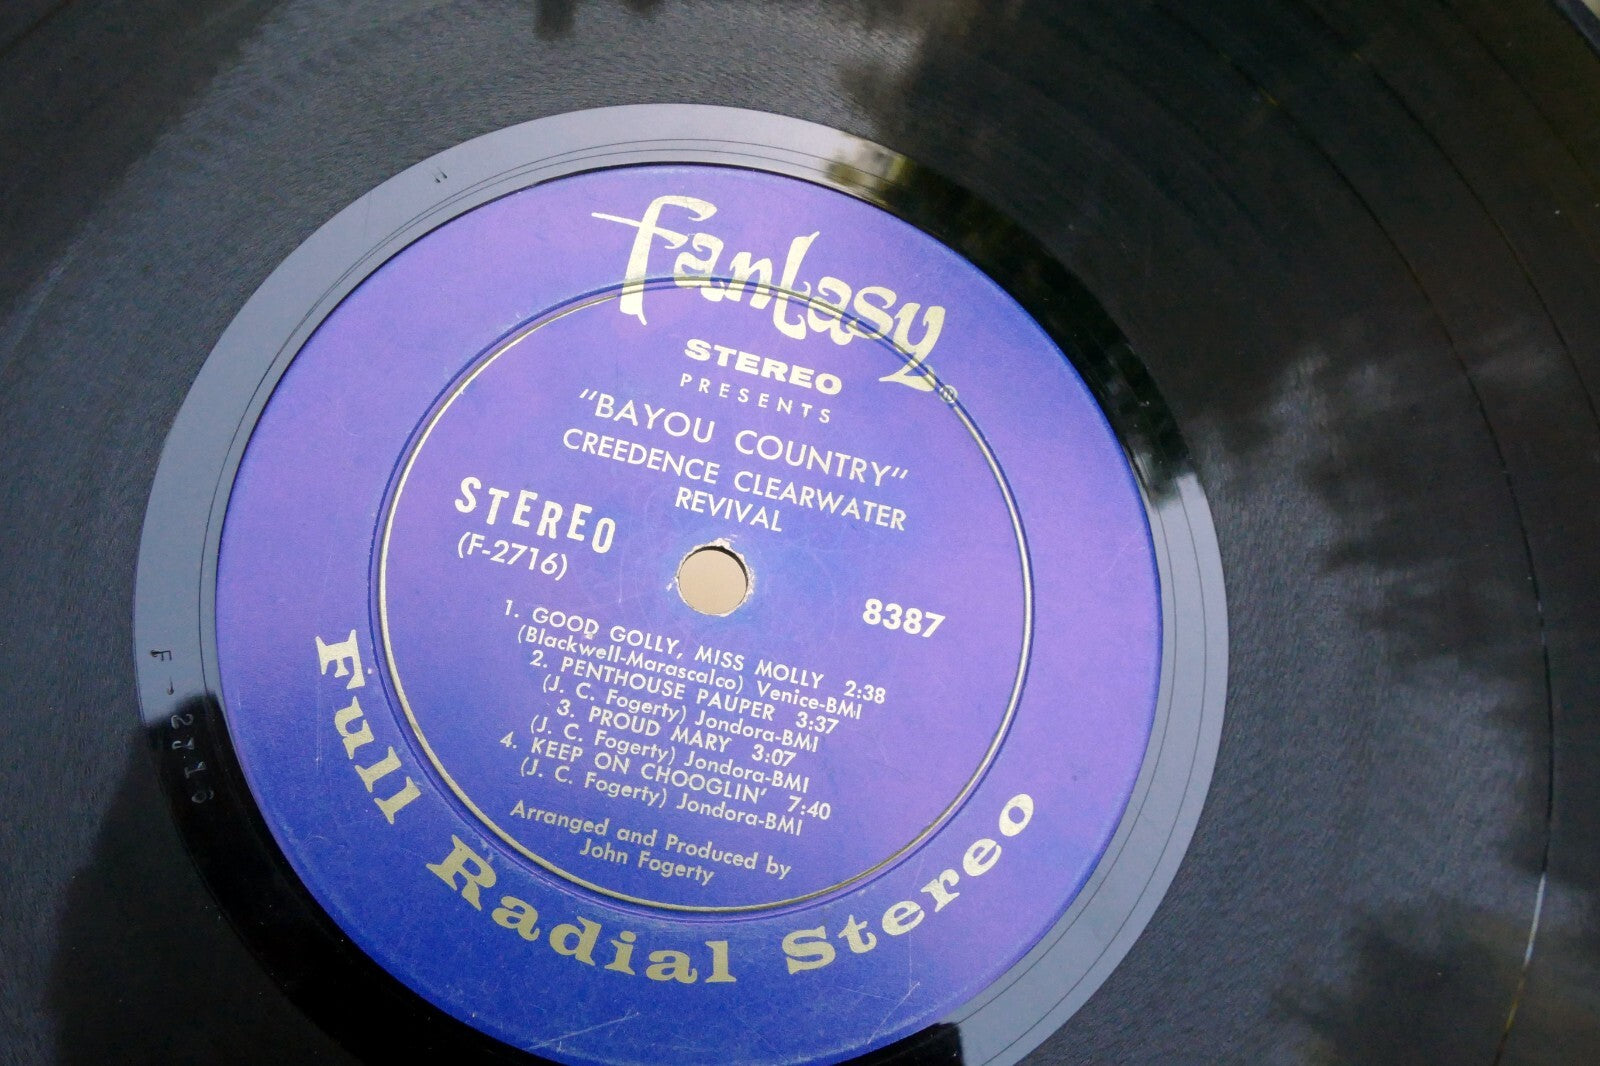 Fantasy®
STEREO
PRESENTS
"BAYOU COUNTRY"
CREEDENCE CLEARWATER
REVIVAL
STEREO
(F-2716)
8387
1. GOOD GOLLY, MISS MOLLY 2:38
(Blackwell-Marascalco) Venice-BMI
2. PENTHOUSE PAUPER 3:37
(J. C. Fogerty) Jondora-BMI
3. PROUD MARY 3:07
(J. C. Fogerty) Jondora-BMI
4. KEEP ON CHOOGLIN' 7:40
(J. C. Fogerty) Jondora-BMI
Arranged and Produced by
John Fogerty
Full Radial Stereo
F-2716